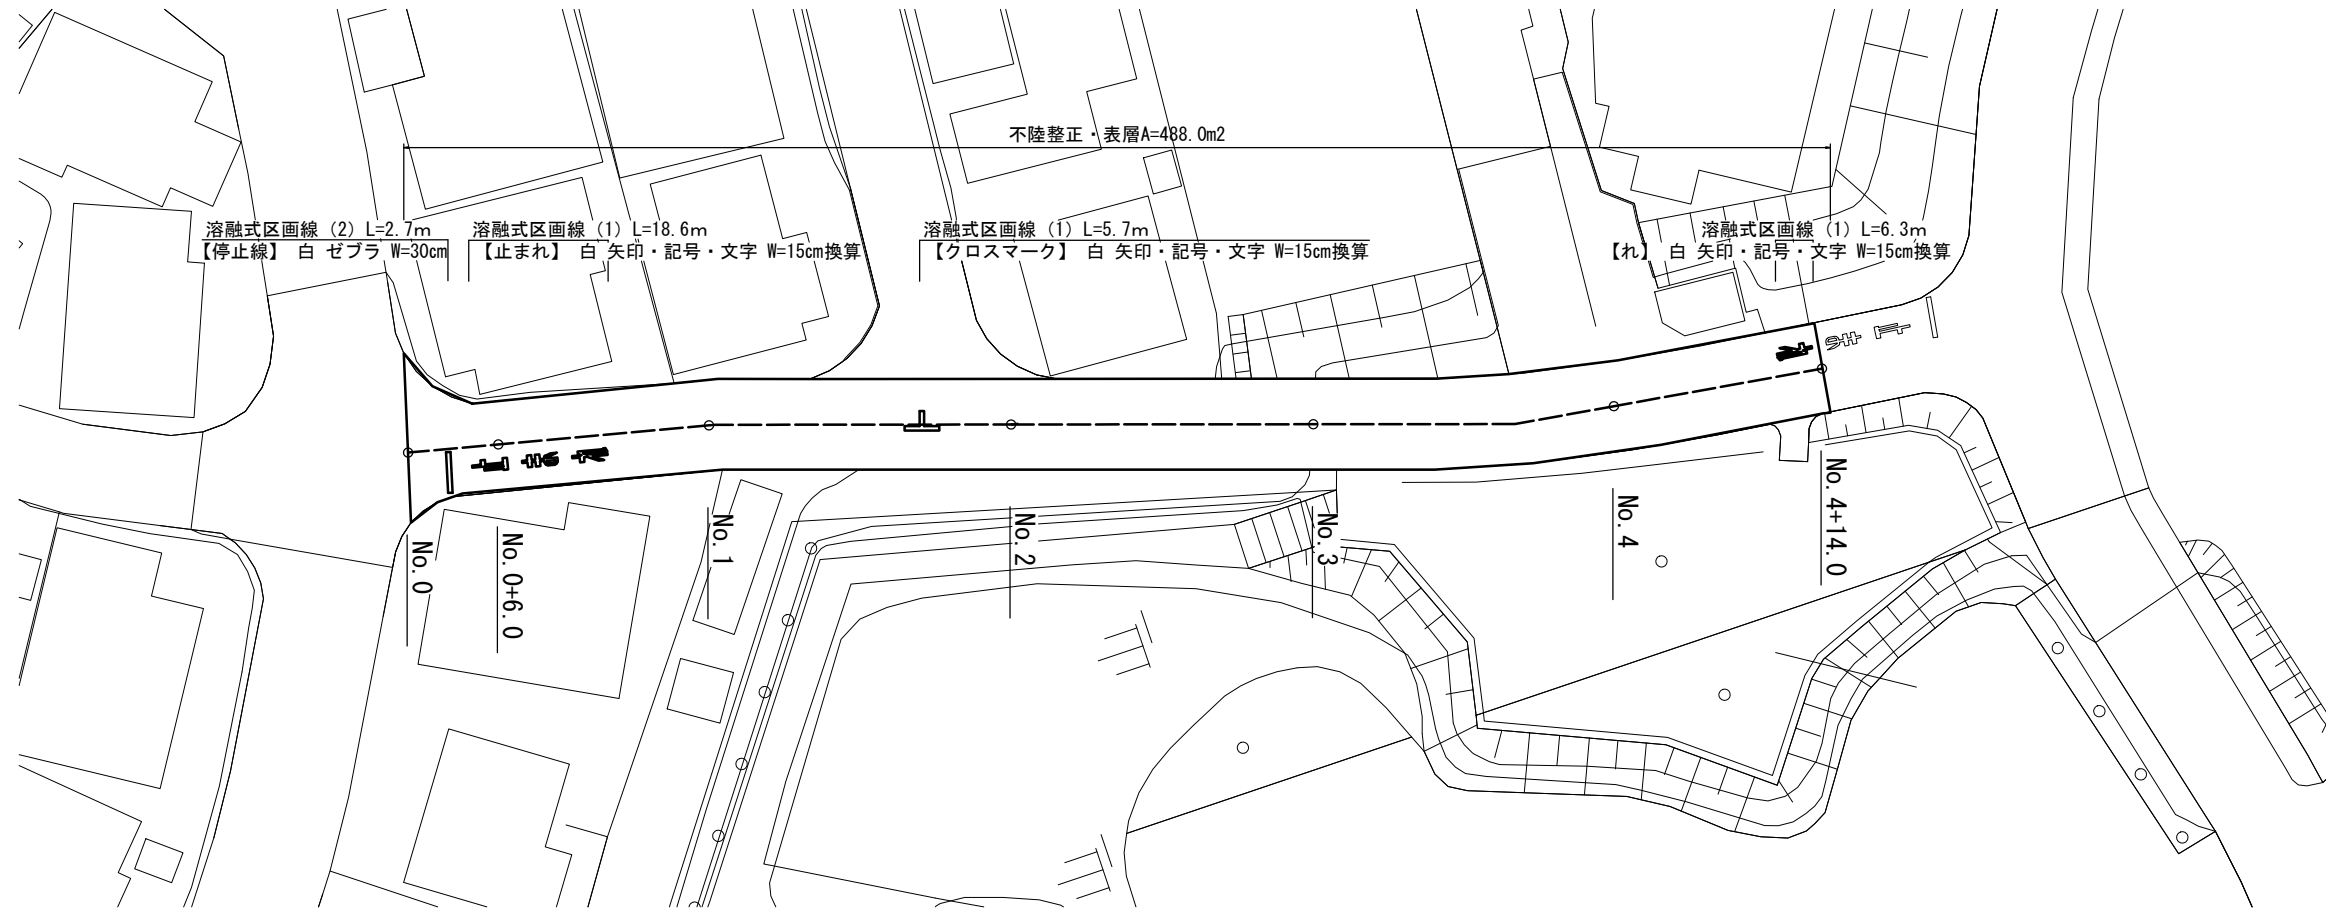 不陸整正・表層A=488.0m2
溶融式区画線（2）L=2.7m
【停止線】 白 ゼブラ W=30cm
溶融式区画線（1）L=18.6m
【止まれ】 白 矢印・記号・文字 W=15cm換算
溶融式区画線（1）L=5.7m
【クロスマーク】 白 矢印・記号・文字 W=15cm換算
溶融式区画線（1）L=6.3m
【れ】 白 矢印・記号・文字 W=15cm換算
止まれ
れ
止ま
No.0
No.0+6.0
No.1
No.2
No.3
No.4
No.4+14.0